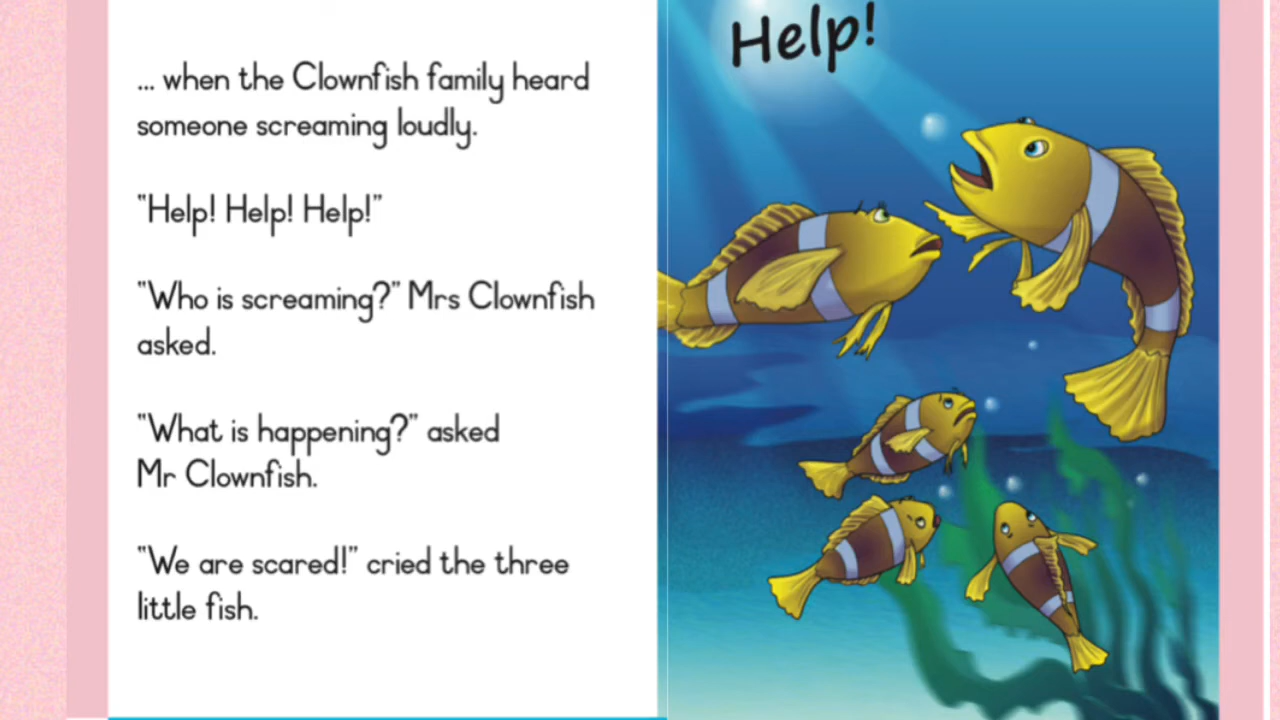 ... when the Clownfish family heard
someone screaming loudly.
"Help! Help! Help!"
"Who is screaming?" Mrs Clownfish
asked.
"What is happening?" asked
Mr Clownfish.
"We are scared!" cried the three
little fish.
Help!